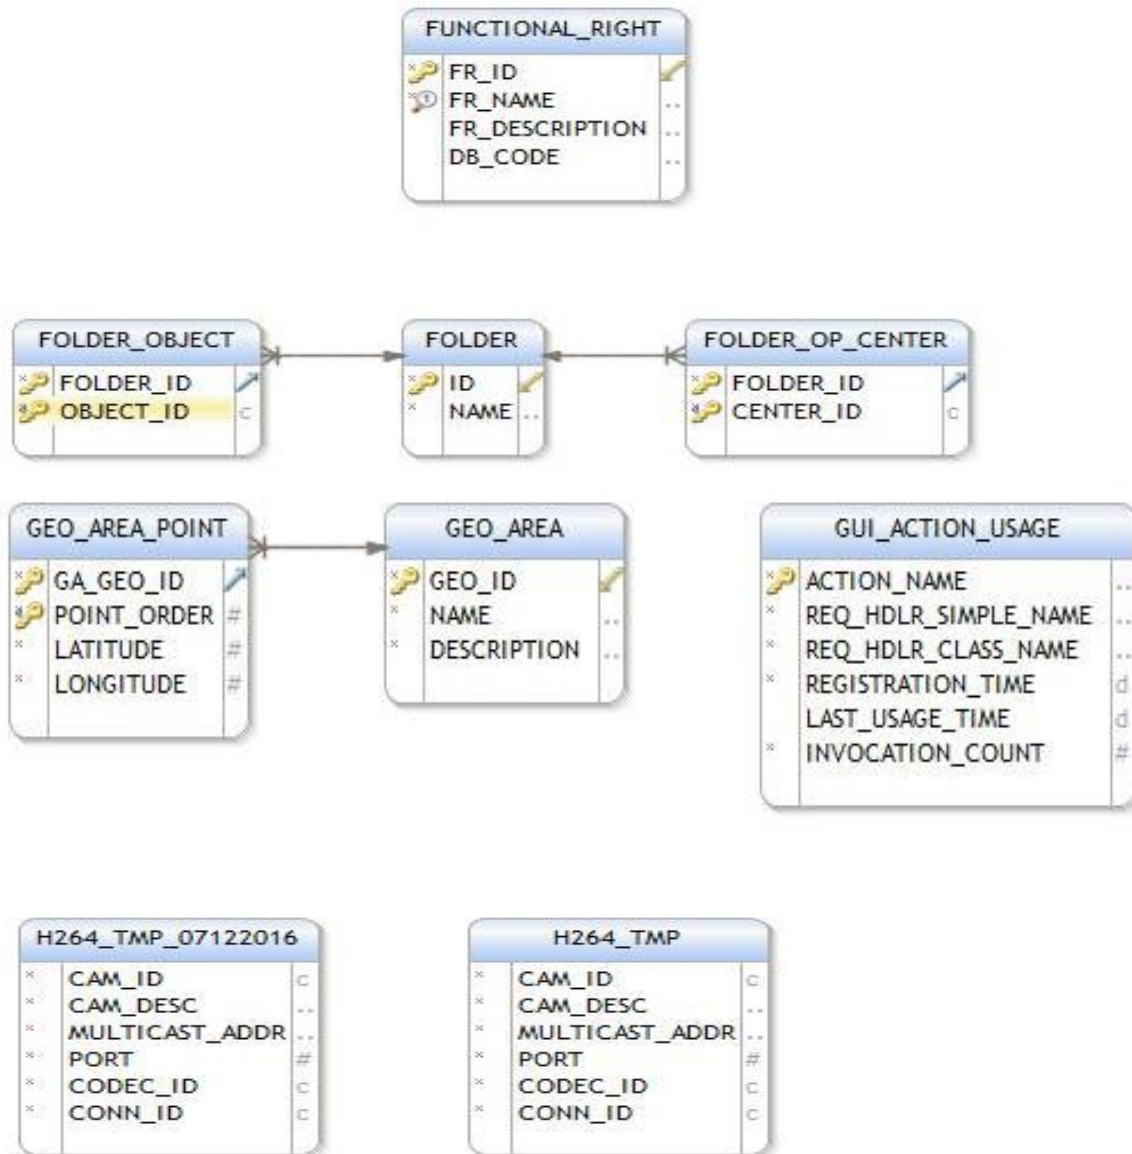 FUNCTIONAL_RIGHT
FR_ID
FR_NAME ..
FR_DESCRIPTION ..
DB_CODE ..
FOLDER_OBJECT
FOLDER_ID
OBJECT_ID c
FOLDER
ID
NAME ..
FOLDER_OP_CENTER
FOLDER_ID
CENTER_ID c
GEO_AREA_POINT
GA_GEO_ID
POINT_ORDER #
LATITUDE #
LONGITUDE #
GEO_AREA
GEO_ID
NAME ..
DESCRIPTION ..
GUI_ACTION_USAGE
ACTION_NAME ..
REQ_HDLR_SIMPLE_NAME ..
REQ_HDLR_CLASS_NAME ..
REGISTRATION_TIME d
LAST_USAGE_TIME d
INVOCATION_COUNT #
H264_TMP_07122016
CAM_ID c
CAM_DESC ..
MULTICAST_ADDR ..
PORT #
CODEC_ID c
CONN_ID c
H264_TMP
CAM_ID c
CAM_DESC ..
MULTICAST_ADDR ..
PORT #
CODEC_ID c
CONN_ID c